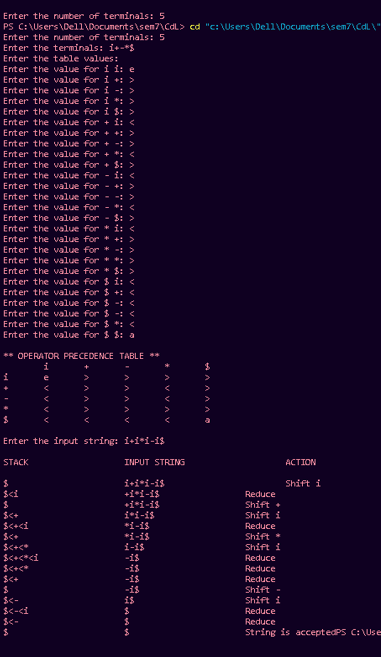 Enter the number of terminals: 5
PS C:\Users\Dell\Documents\sem7\CdL> cd "c:\Users\Dell\Documents\sem7\CdL\"
Enter the number of terminals: 5
Enter the terminals: i+-*$
Enter the table values:
Enter the value for i i: e
Enter the value for i +: >
Enter the value for i -: >
Enter the value for i *: >
Enter the value for i $: >
Enter the value for + i: <
Enter the value for + +: >
Enter the value for + -: >
Enter the value for + *: <
Enter the value for + $: >
Enter the value for - i: <
Enter the value for - +: >
Enter the value for - -: >
Enter the value for - *: <
Enter the value for - $: >
Enter the value for * i: <
Enter the value for * +: >
Enter the value for * -: >
Enter the value for * *: >
Enter the value for * $: >
Enter the value for $ i: <
Enter the value for $ +: <
Enter the value for $ -: <
Enter the value for $ *: <
Enter the value for $ $: a
** OPERATOR PRECEDENCE TABLE **
i + - * $
i e > > > >
+ < > > < >
- < > > < >
* < > > > >
$ < < < < a
Enter the input string: i+i*i-i$
STACK INPUT STRING ACTION
$ i+i*i-i$ Shift i
$<i +i*i-i$ Reduce
$ +i*i-i$ Shift +
$<+ i*i-i$ Shift i
$<+<i *i-i$ Reduce
$<+ *i-i$ Shift *
$<+<* i-i$ Shift i
$<+<*<i -i$ Reduce
$<+<* -i$ Reduce
$<+ -i$ Reduce
$ -i$ Shift -
$<- i$ Shift i
$<-<i $ Reduce
$<- $ Reduce
$ $ String is acceptedPS C:\Use